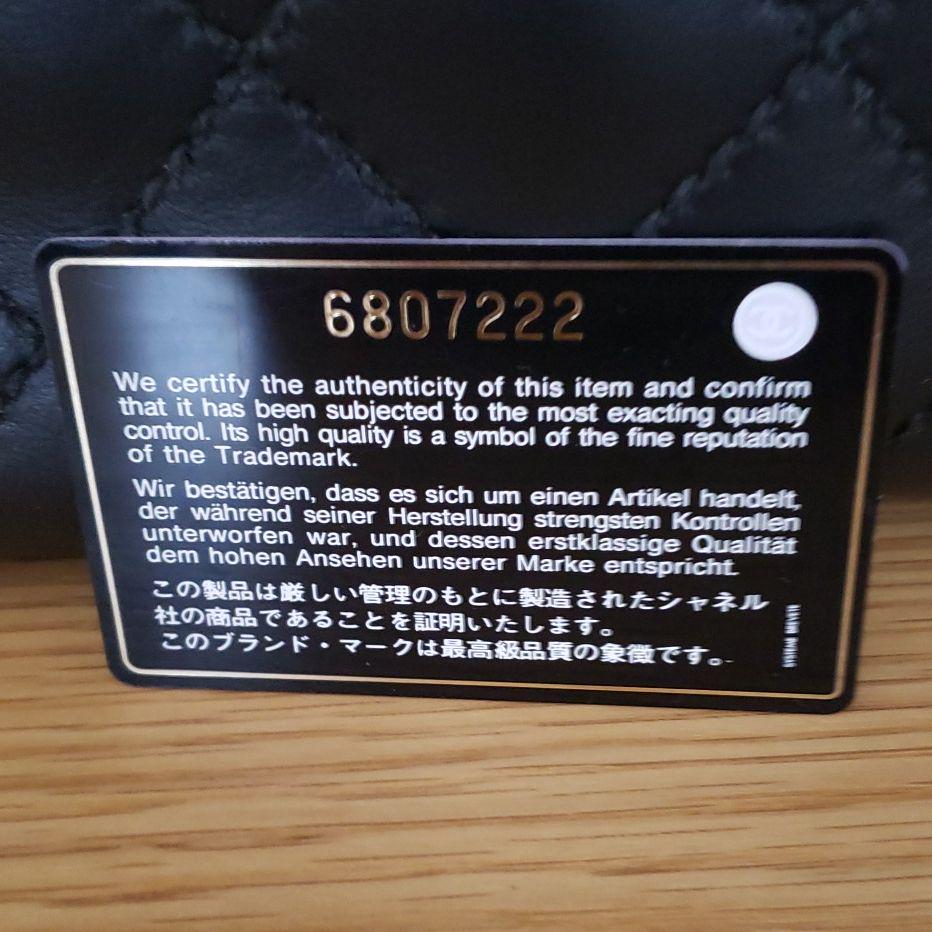 6807222
We certify the authenticity of this item and confirm
that it has been subjected to the most exacting quality
control. Its high quality is a symbol of the fine reputation
of the Trademark.
Wir bestätigen, dass es sich um einen Artikel handelt,
der während seiner Herstellung strengsten Kontrollen
unterworfen war, und dessen erstklassige Qualität
dem hohen Ansehen unserer Marke entspricht.
この製品は厳しい管理のもとに製造されたシャネル
社の商品であることを証明いたします。
このブランド・マークは最高級品質の象徴です。